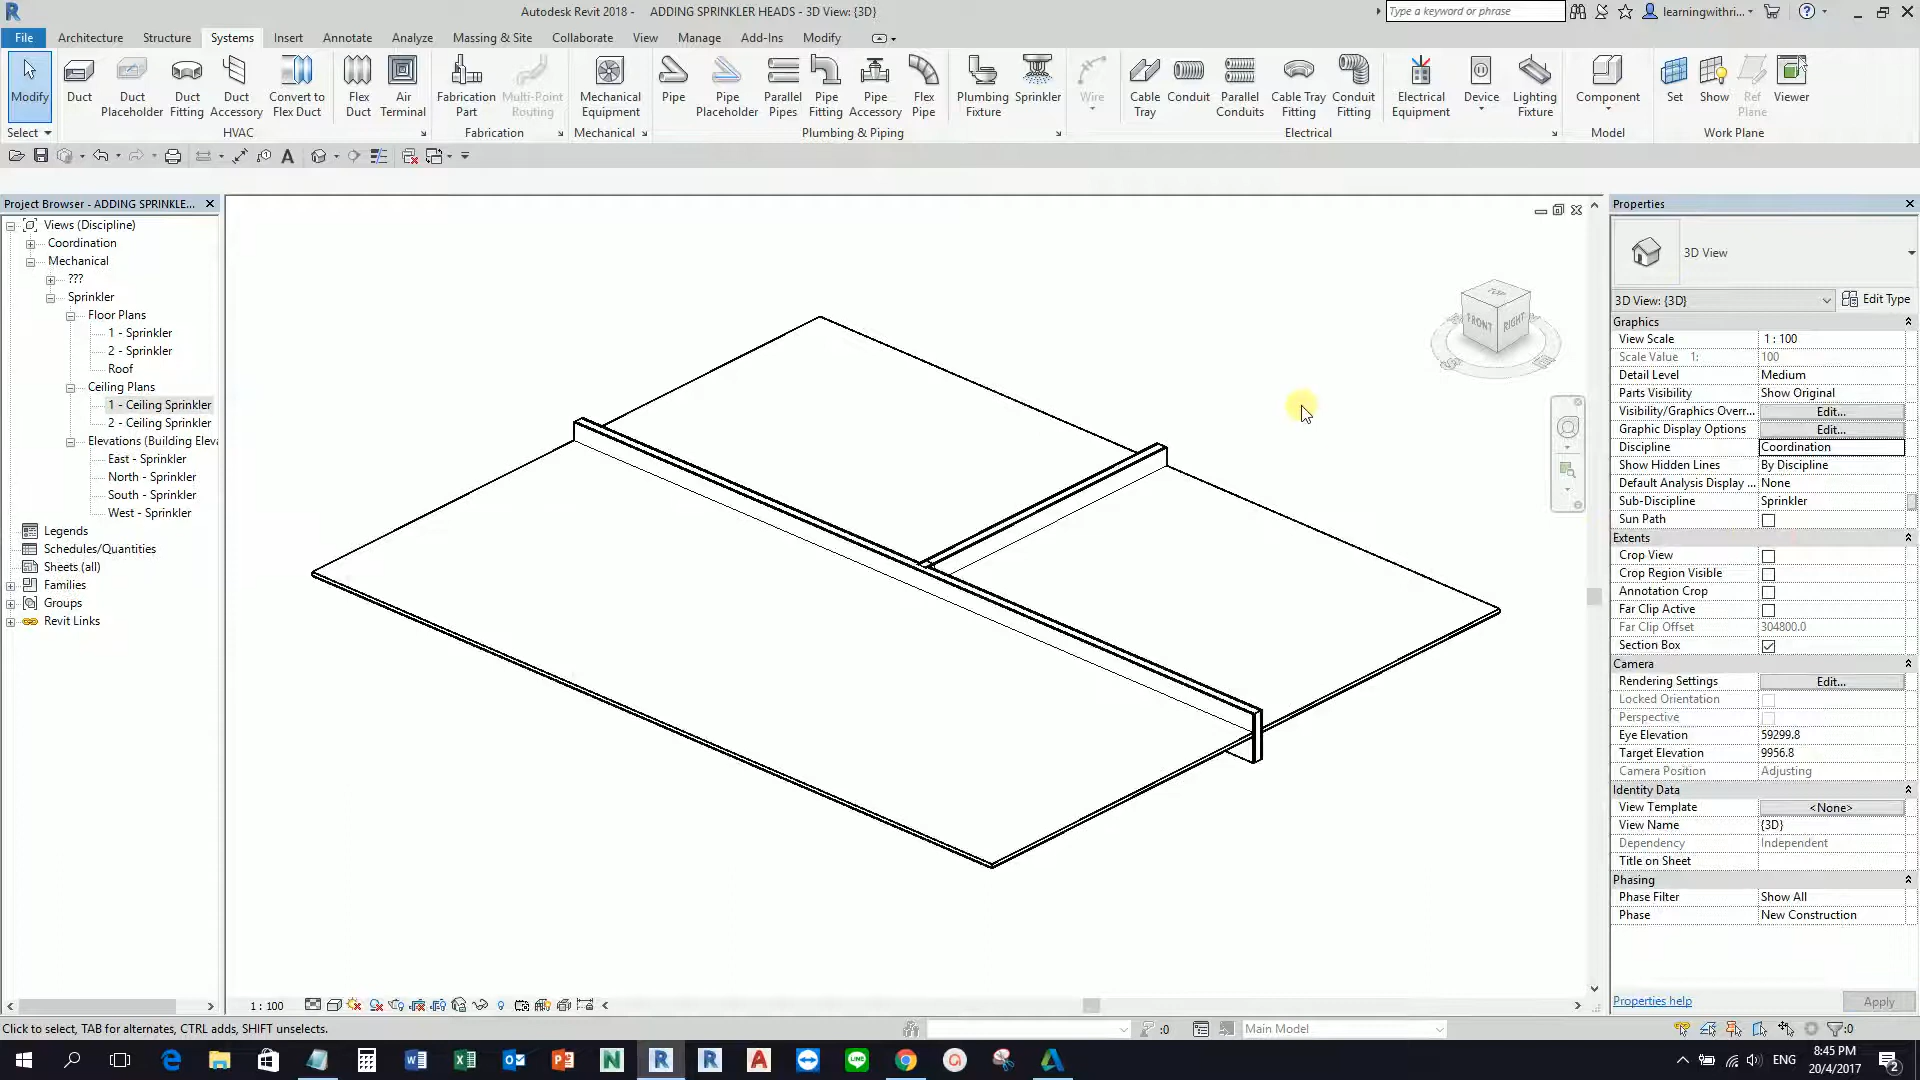 Autodesk Revit 2018 - ADDING SPRINKLER HEADS - 3D View: {3D}
Type a keyword or phrase
learningwithri...
File Architecture Structure Systems Insert Annotate Analyze Massing & Site Collaborate View Manage Add-Ins Modify
Modify
Duct
Duct Placeholder
Duct Fitting
Duct Accessory
Convert to Flex Duct
Flex Duct
Air Terminal
Fabrication Part
Multi-Point Routing
Mechanical Equipment
Pipe
Pipe Placeholder
Parallel Pipes
Pipe Fitting
Pipe Accessory
Flex Pipe
Plumbing Fixture
Sprinkler
Wire
Cable Tray
Conduit
Parallel Conduits
Cable Tray Fitting
Conduit Fitting
Electrical Equipment
Device
Lighting Fixture
Component
Set
Show
Ref Plane
Viewer
Select HVAC Fabrication Mechanical Plumbing & Piping Electrical Model Work Plane
Project Browser - ADDING SPRINKLE...
Views (Discipline)
Coordination
Mechanical
???
Sprinkler
Floor Plans
1 - Sprinkler
2 - Sprinkler
Roof
Ceiling Plans
1 - Ceiling Sprinkler
2 - Ceiling Sprinkler
Elevations (Building Eleva
East - Sprinkler
North - Sprinkler
South - Sprinkler
West - Sprinkler
Legends
Schedules/Quantities
Sheets (all)
Families
Groups
Revit Links
TOP
FRONT
RIGHT
Properties
3D View
3D View: {3D} Edit Type
Graphics
View Scale 1 : 100
Scale Value 1: 100
Detail Level Medium
Parts Visibility Show Original
Visibility/Graphics Overr... Edit...
Graphic Display Options Edit...
Discipline Coordination
Show Hidden Lines By Discipline
Default Analysis Display ... None
Sub-Discipline Sprinkler
Sun Path
Extents
Crop View
Crop Region Visible
Annotation Crop
Far Clip Active
Far Clip Offset 304800.0
Section Box
Camera
Rendering Settings Edit...
Locked Orientation
Perspective
Eye Elevation 59299.8
Target Elevation 9956.8
Camera Position Adjusting
Identity Data
View Template <None>
View Name {3D}
Dependency Independent
Title on Sheet
Phasing
Phase Filter Show All
Phase New Construction
Properties help Apply
1 : 100
Click to select, TAB for alternates, CTRL adds, SHIFT unselects.
:0
Main Model
:0
ENG
8:45 PM
20/4/2017
2